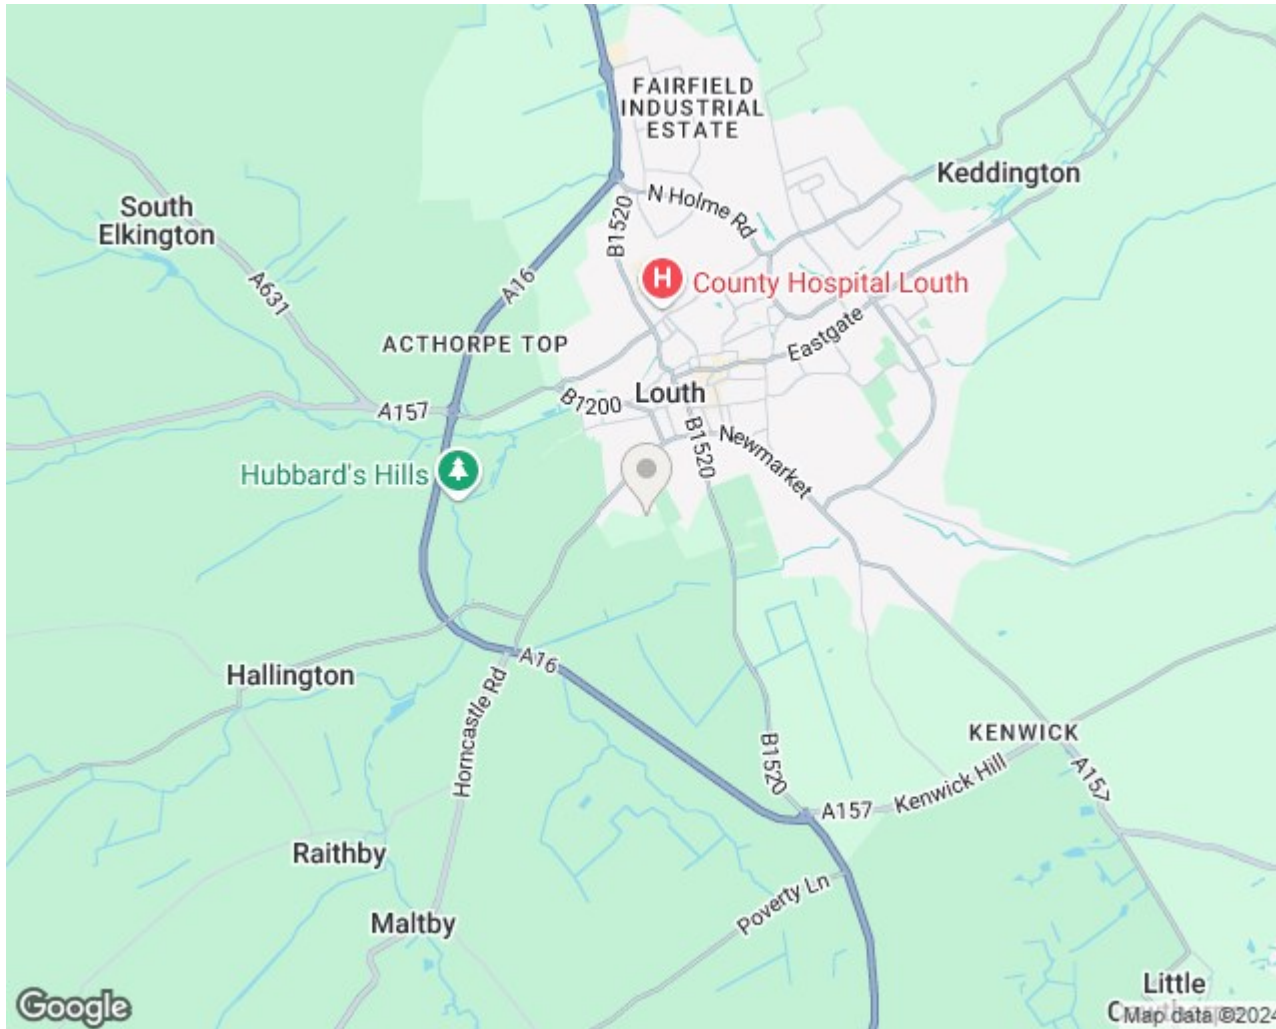 FAIRFIELD
INDUSTRIAL
ESTATE
Keddington
South
Elkington
N Holme Rd
B1520
A631
A16
H
County Hospital Louth
ACTHORPE TOP
Eastgate
Louth
A157
B1200
B1520
Newmarket
Hubbard's Hills
A16
Hallington
Horncastle Rd
KENWICK
B1520
A157
Kenwick Hill
A157
Raithby
Poverty Ln
Maltby
Little
Google
Map data ©2024